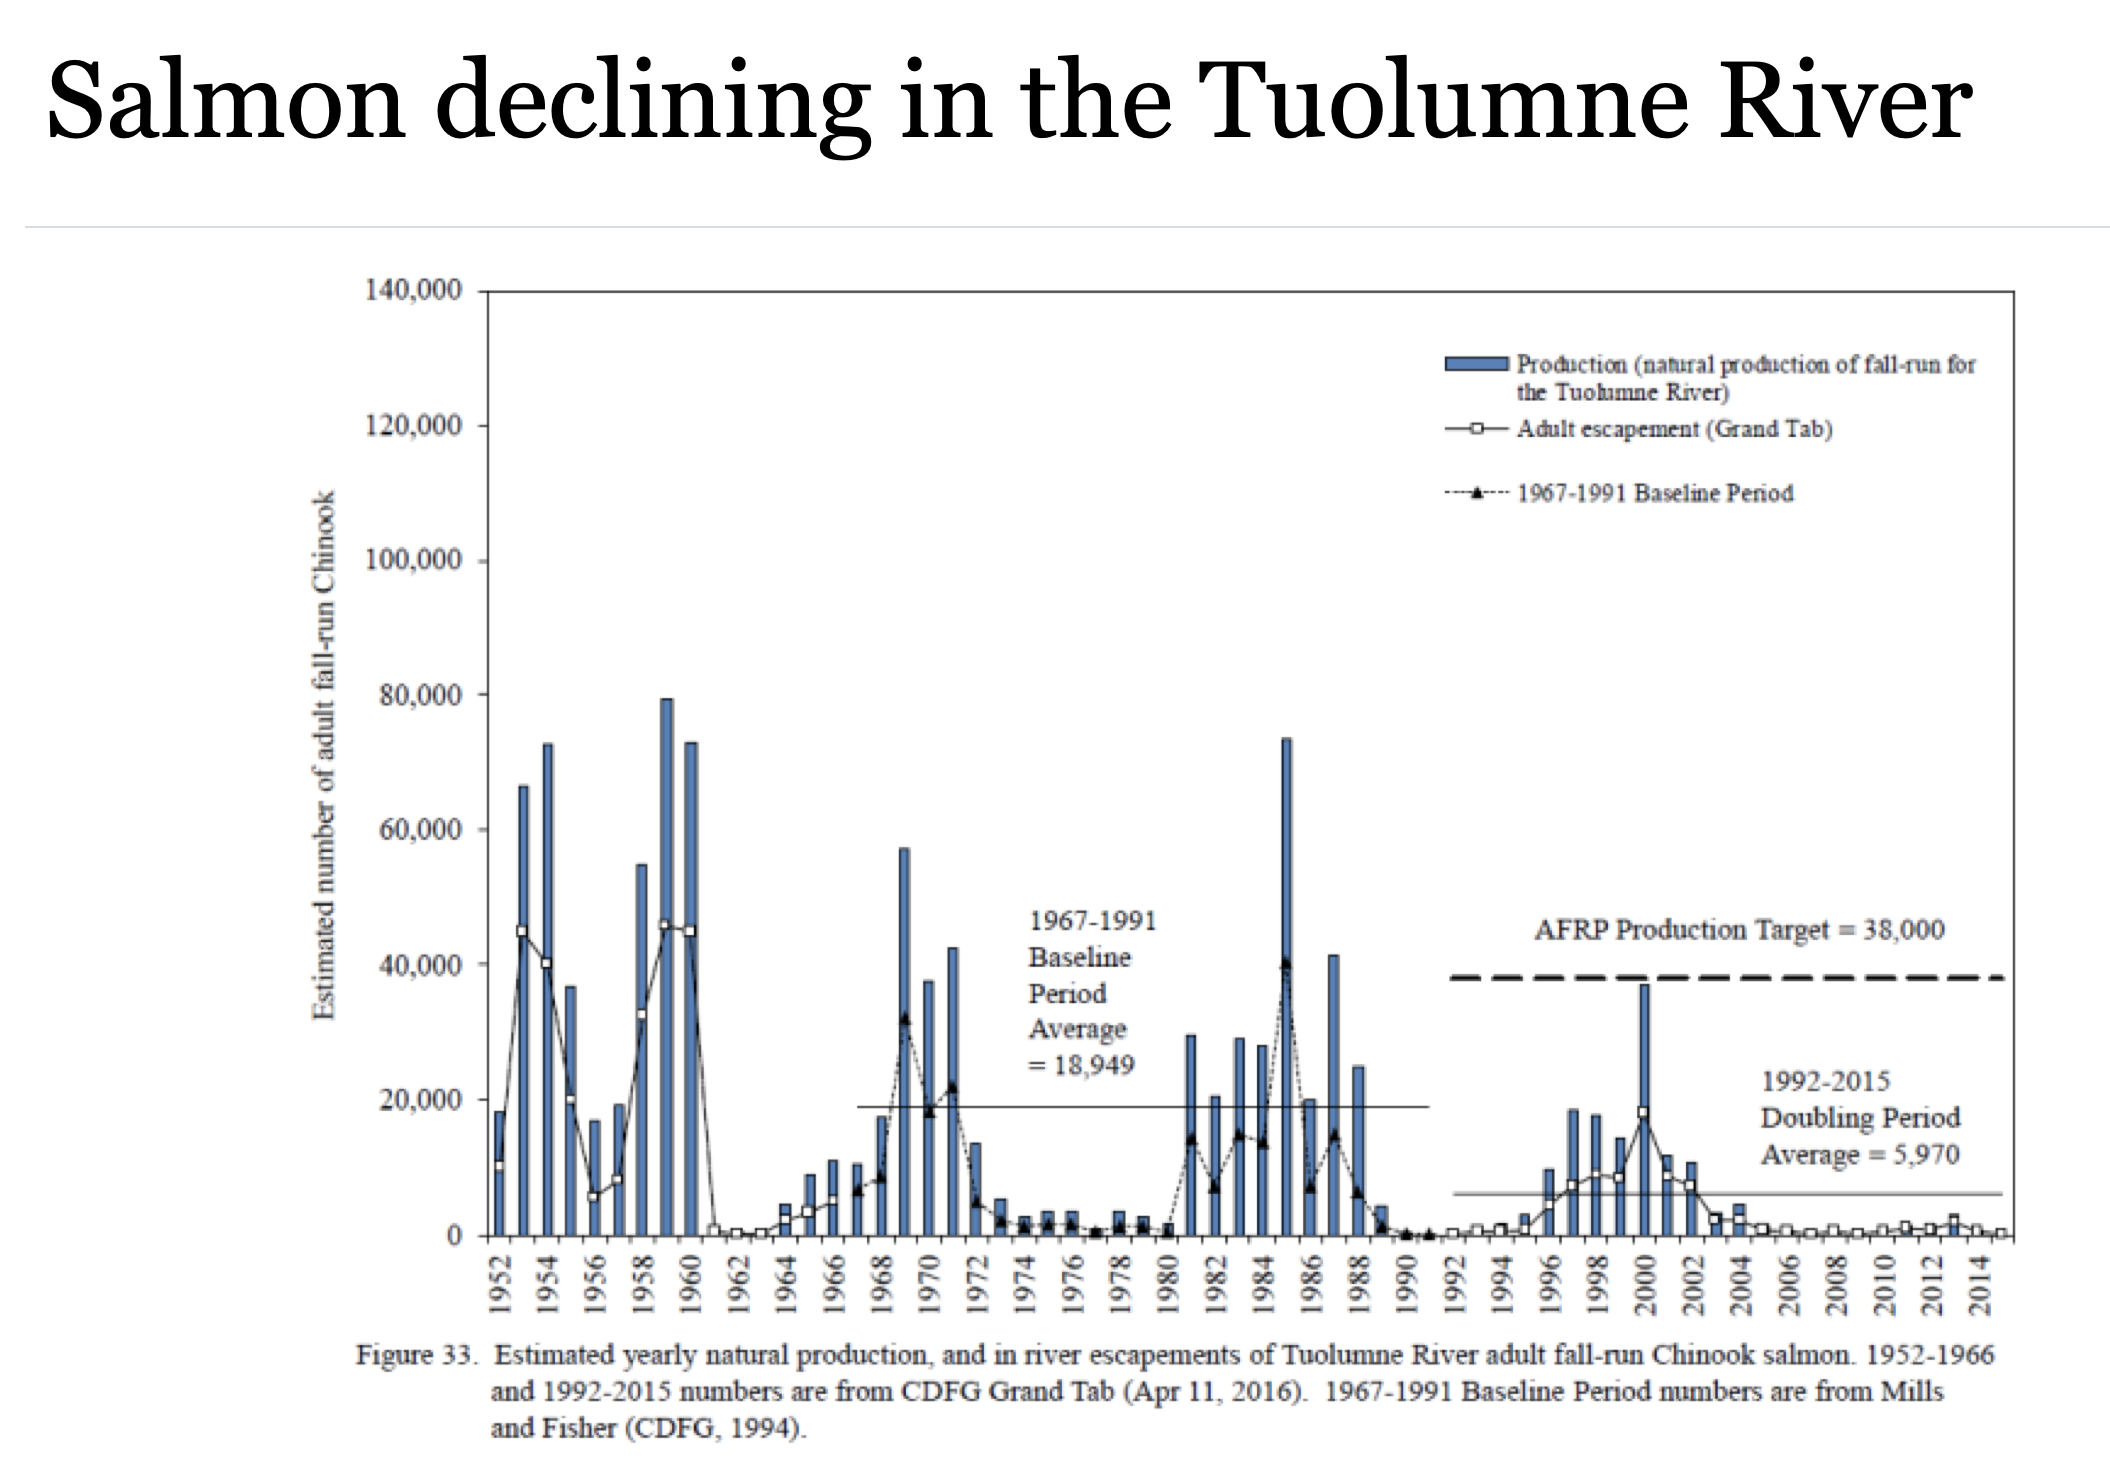 Salmon declining in the Tuolumne River
140,000
120,000
100,000
80,000
60,000
40,000
20,000
0
Estimated number of adult fall-run Chinook
Production (natural production of fall-run for
the Tuolumne River)
Adult escapement (Grand Tab)
1967-1991 Baseline Period
1967-1991
Baseline
Period
Average
= 18,949
AFRP Production Target = 38,000
1992-2015
Doubling Period
Average = 5,970
1952
1954
1956
1958
1960
1962
1964
1966
1968
1970
1972
1974
1976
1978
1980
1982
1984
1986
1988
1990
1992
1994
1996
1998
2000
2002
2004
2006
2008
2010
2012
2014
Figure 33. Estimated yearly natural production, and in river escapements of Tuolumne River adult fall-run Chinook salmon. 1952-1966
and 1992-2015 numbers are from CDFG Grand Tab (Apr 11, 2016). 1967-1991 Baseline Period numbers are from Mills
and Fisher (CDFG, 1994).